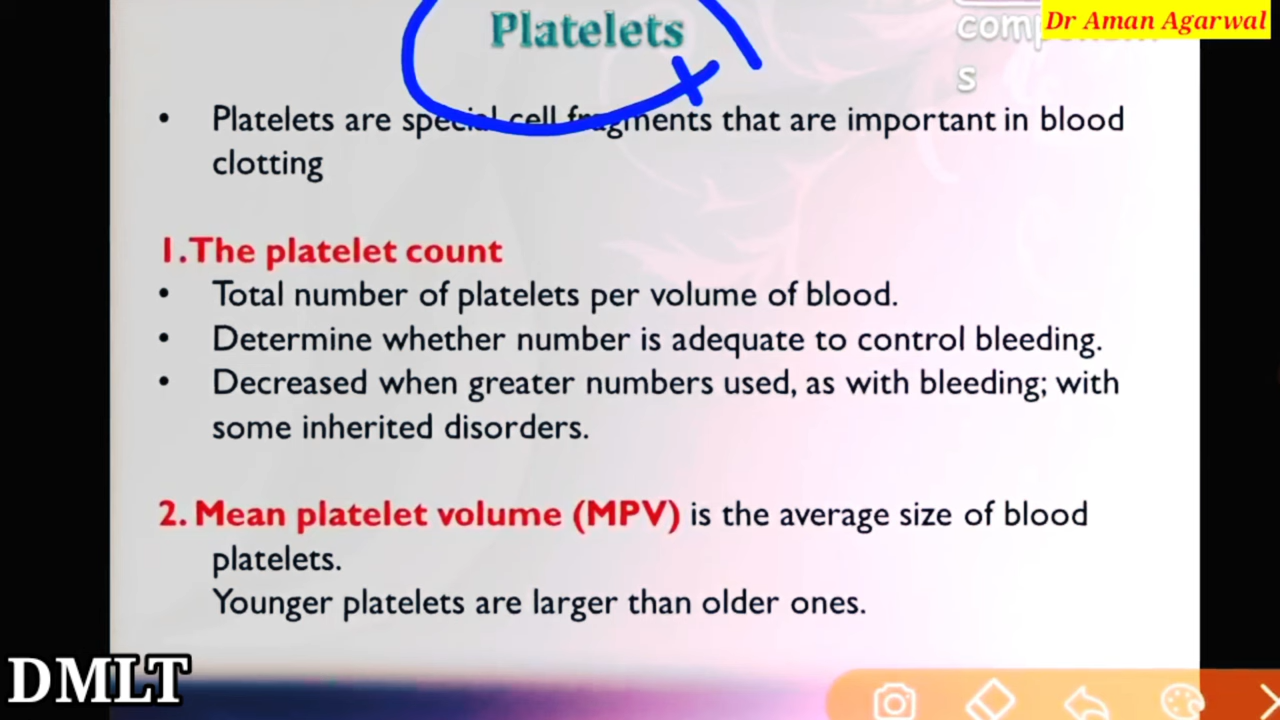 Platelets
Dr Aman Agarwal
s
• Platelets are special cell fragments that are important in blood
clotting
1.The platelet count
• Total number of platelets per volume of blood.
• Determine whether number is adequate to control bleeding.
• Decreased when greater numbers used, as with bleeding; with
some inherited disorders.
2. Mean platelet volume (MPV) is the average size of blood
platelets.
Younger platelets are larger than older ones.
DMLT